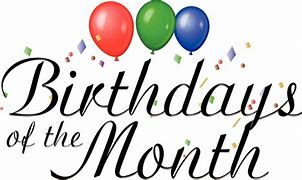 Birthdays
of the
Month